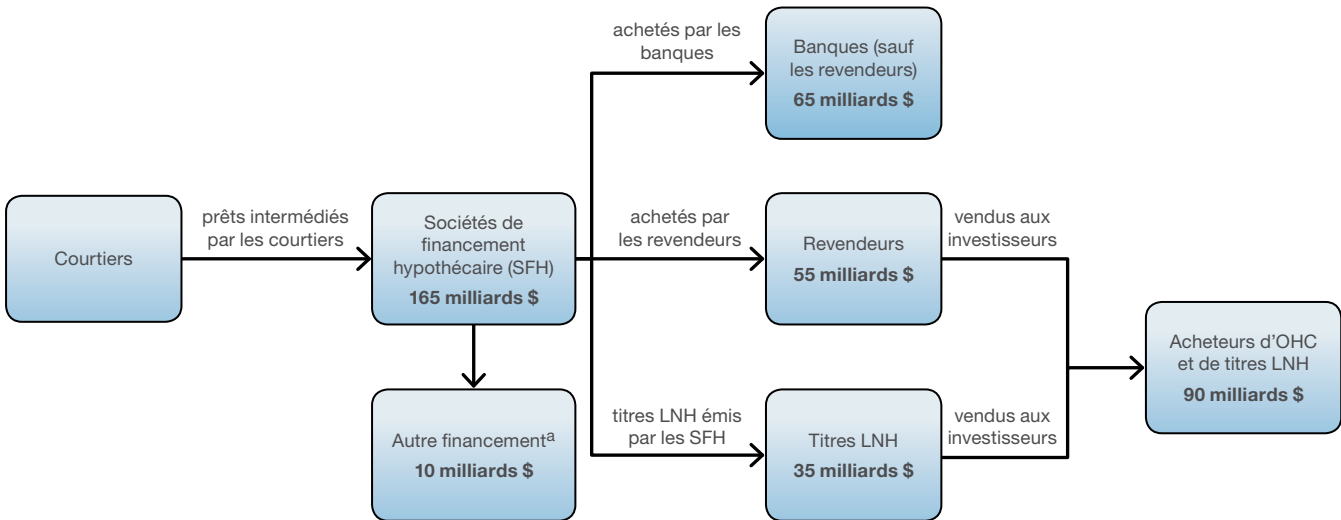 achetés par les
banques
Banques (sauf
les revendeurs)
65 milliards $
Courtiers
prêts intermédiés
par les courtiers
Sociétés de
financement
hypothécaire (SFH)
165 milliards $
achetés par
les revendeurs
Revendeurs
55 milliards $
vendus aux
investisseurs
Autre financementᵃ
10 milliards $
titres LNH émis
par les SFH
Titres LNH
35 milliards $
vendus aux
investisseurs
Acheteurs d’OHC
et de titres LNH
90 milliards $